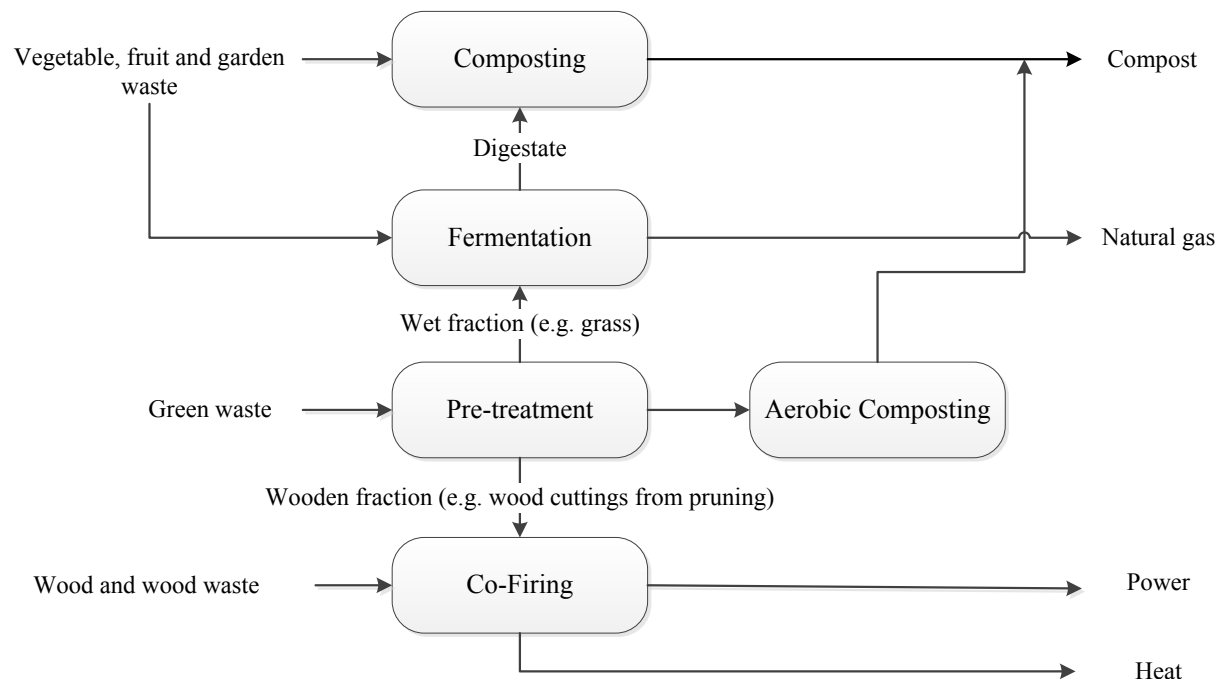 Vegetable, fruit and garden
waste
Composting
Compost
Digestate
Fermentation
Natural gas
Wet fraction (e.g. grass)
Green waste
Pre-treatment
Aerobic Composting
Wooden fraction (e.g. wood cuttings from pruning)
Wood and wood waste
Co-Firing
Power
Heat